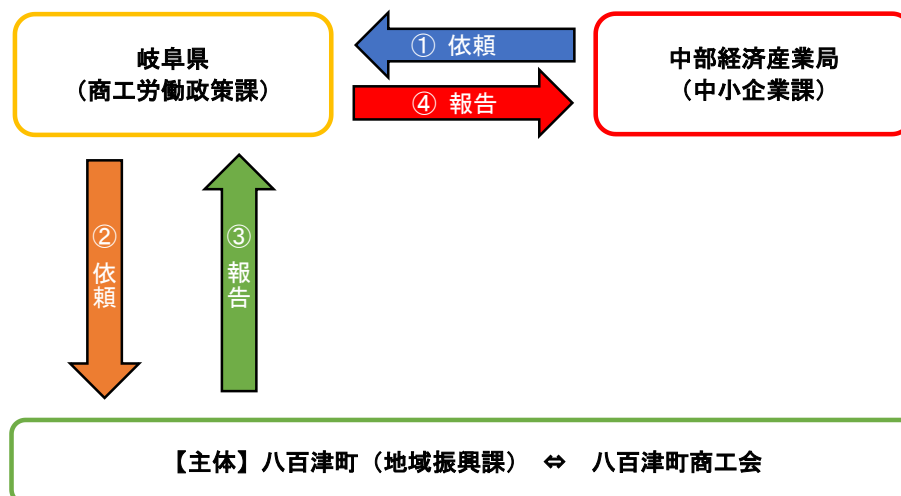 岐阜県
（商工労働政策課）
① 依頼
④ 報告
中部経済産業局
（中小企業課）
② 依頼
③ 報告
【主体】八百津町（地域振興課） ⇔ 八百津町商工会